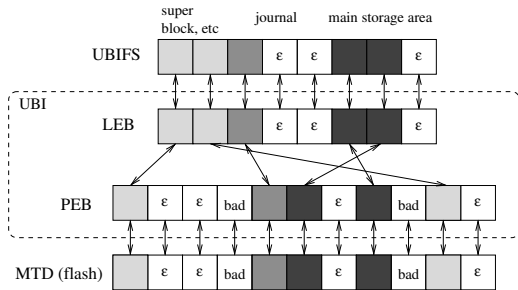 super
block, etc
journal
main storage area
UBIFS
ε ε ε
UBI
LEB
ε ε ε
PEB
ε ε bad ε bad ε
MTD (flash)
ε ε bad ε bad ε